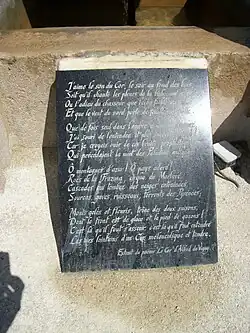 J'aime le son du Cor, le soir, au fond des bois,
Soit qu'il chante les pleurs de la biche aux abois,
Ou l'adieu du chasseur que l'écho faible accueille
Et que le vent du nord porte de feuille en feuille.
Que de fois seul dans l'ombre à minuit demeuré
J'ai souri de l'entendre, et plus souvent pleuré !
Car je croyais ouïr de ces bruits prophétiques
Qui précédaient la mort des Paladins antiques.
O montagnes d'azur ! O pays adoré !
Rocs de la Frazona, cirque du Marboré,
Cascades qui tombez des neiges entraînées,
Sources, gaves, ruisseaux, torrents des Pyrénées ;
Monts gelés et fleuris, trône des deux saisons,
Dont le front est de glace et le pied de gazons !
C'est là qu'il faut s'asseoir, c'est là qu'il faut entendre
Les airs lointains d'un Cor mélancolique et tendre.
Extrait du poème Le Cor d'Alfred de Vigny